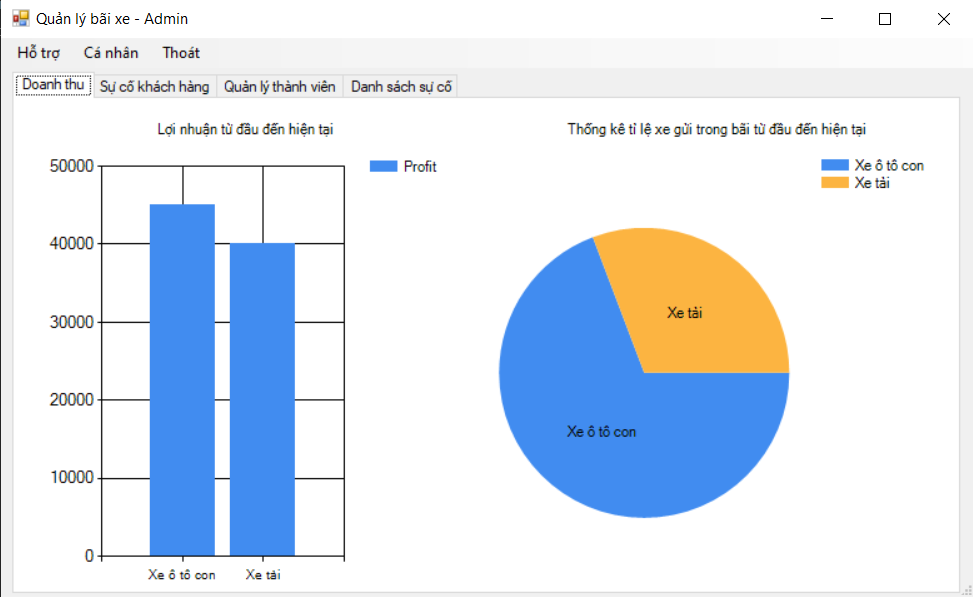 Quản lý bãi xe - Admin
Hỗ trợ Cá nhân Thoát
Doanh thu Sự cố khách hàng Quản lý thành viên Danh sách sự cố
Lợi nhuận từ đầu đến hiện tại
50000
40000
30000
20000
10000
0
Xe ô tô con Xe tải
Profit
Thống kê tỉ lệ xe gửi trong bãi từ đầu đến hiện tại
Xe ô tô con
Xe tải
Xe tải
Xe ô tô con